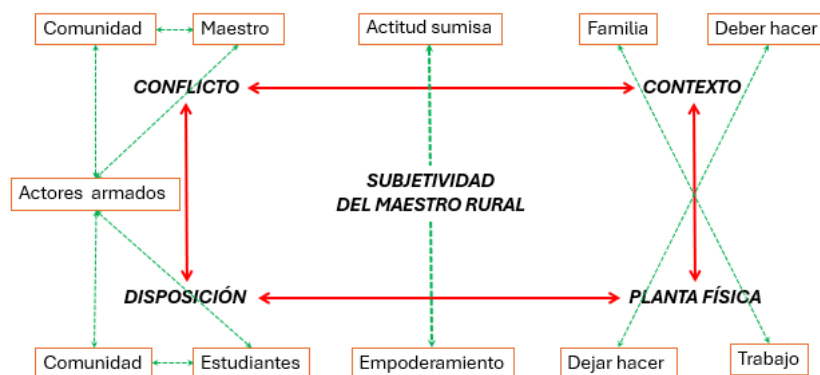 Comunidad
Maestro
Actitud sumisa
Familia
Deber hacer
CONFLICTO
CONTEXTO
Actores armados
SUBJETIVIDAD
DEL MAESTRO RURAL
DISPOSICIÓN
PLANTA FÍSICA
Comunidad
Estudiantes
Empoderamiento
Dejar hacer
Trabajo